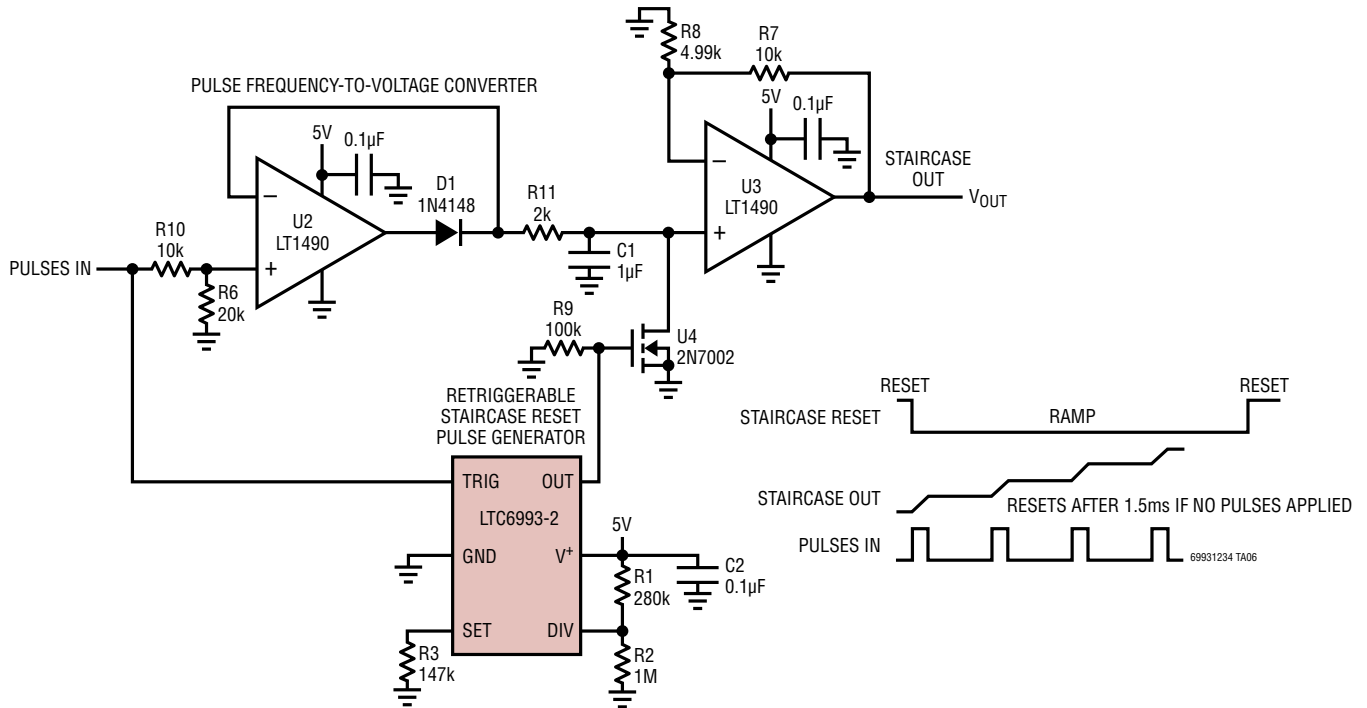 R8
4.99k
R7
10k
PULSE FREQUENCY-TO-VOLTAGE CONVERTER
5V
0.1µF
5V
0.1µF
STAIRCASE
OUT
D1
1N4148
R11
2k
–
U2
LT1490
+
–
U3
LT1490
+
VOUT
R10
10k
PULSES IN
R6
20k
C1
1µF
R9
100k
U4
2N7002
RETRIGGERABLE
STAIRCASE RESET
PULSE GENERATOR
TRIG
OUT
LTC6993-2
GND
V+
SET
DIV
5V
R1
280k
C2
0.1µF
R3
147k
R2
1M
RESET
RESET
STAIRCASE RESET
RAMP
STAIRCASE OUT
RESETS AFTER 1.5ms IF NO PULSES APPLIED
PULSES IN
69931234 TA06